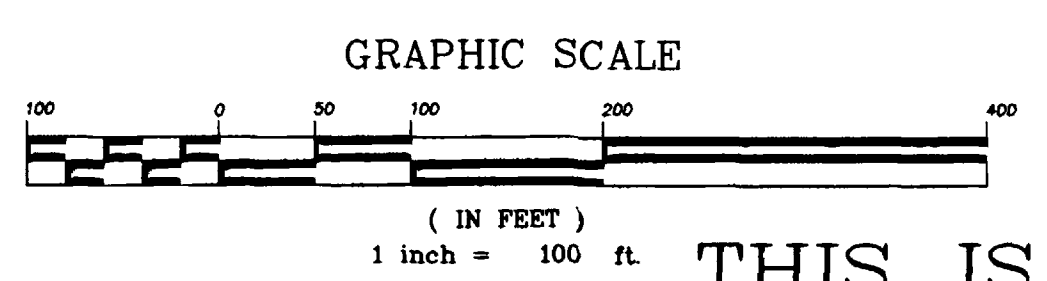 GRAPHIC SCALE
100 0 50 100 200 400
( IN FEET )
1 inch = 100 ft.
THIS IS